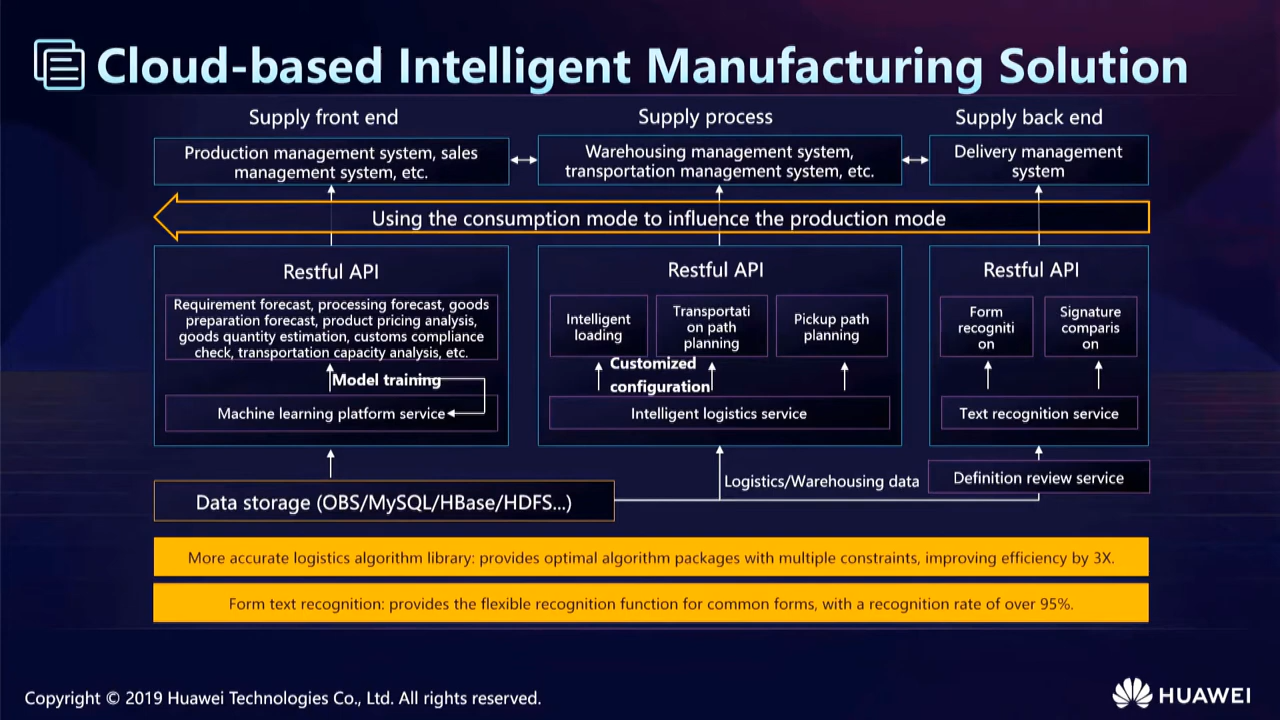 Cloud-based Intelligent Manufacturing Solution
Supply front end
Supply process
Supply back end
Production management system, sales
management system, etc.
Warehousing management system,
transportation management system, etc.
Delivery management
system
Using the consumption mode to influence the production mode
Restful API
Requirement forecast, processing forecast, goods
preparation forecast, product pricing analysis,
goods quantity estimation, customs compliance
check, transportation capacity analysis, etc.
Model training
Machine learning platform service
Restful API
Intelligent
loading
Transportati
on path
planning
Pickup path
planning
Customized
configuration
Intelligent logistics service
Restful API
Form
recogniti
on
Signature
comparis
on
Text recognition service
Logistics/Warehousing data
Definition review service
Data storage (OBS/MySQL/HBase/HDFS...)
More accurate logistics algorithm library: provides optimal algorithm packages with multiple constraints, improving efficiency by 3X.
Form text recognition: provides the flexible recognition function for common forms, with a recognition rate of over 95%.
Copyright © 2019 Huawei Technologies Co., Ltd. All rights reserved.
HUAWEI